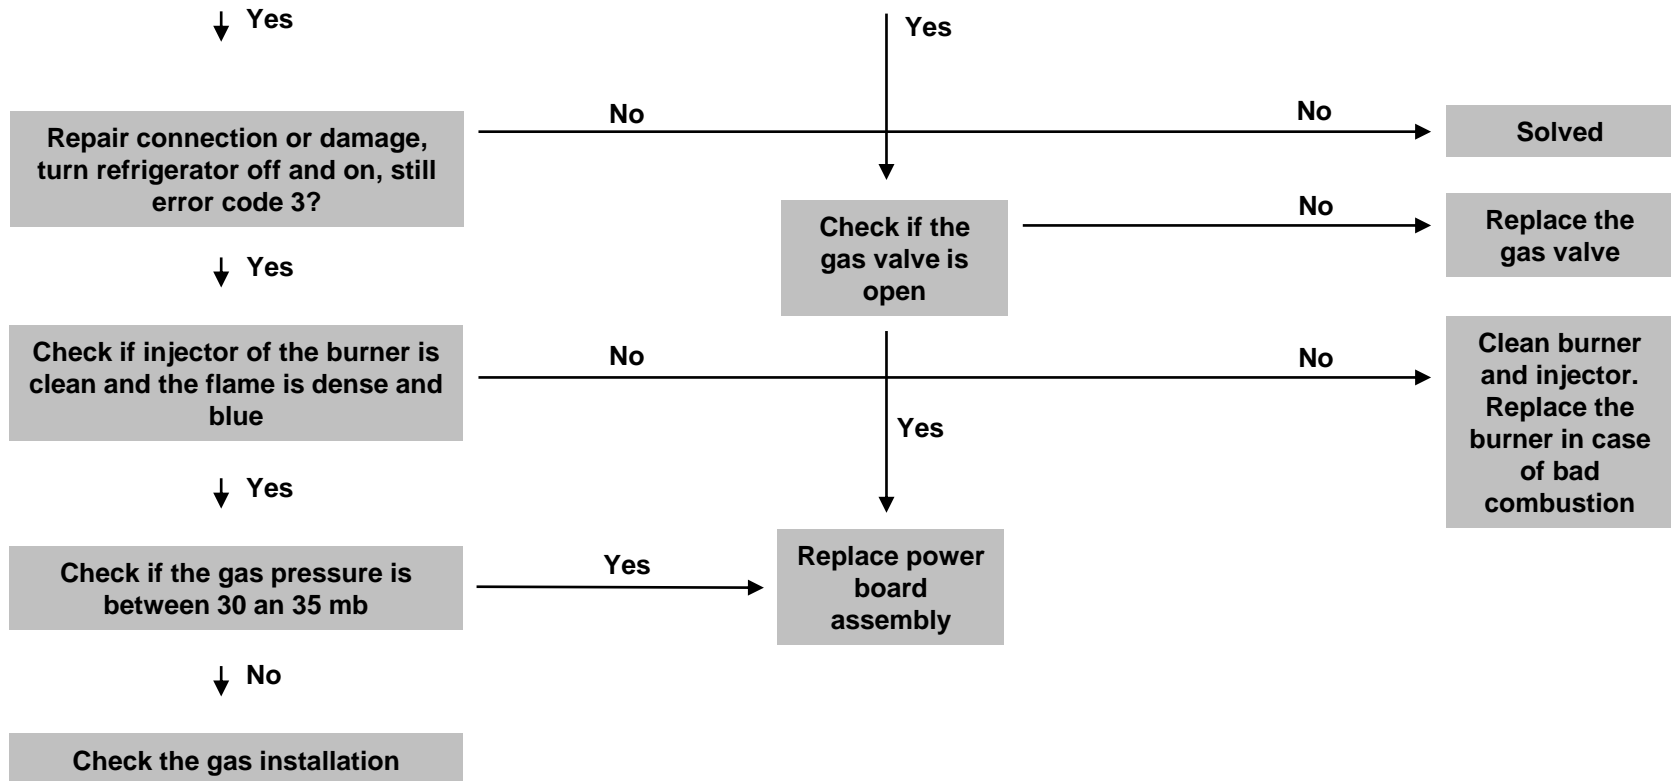 Yes
Yes
No
No
Repair connection or damage,
turn refrigerator off and on, still
error code 3?
Solved
No
Check if the
gas valve is
open
Replace the
gas valve
Yes
Check if injector of the burner is
clean and the flame is dense and
blue
No
No
Clean burner
and injector.
Replace the
burner in case
of bad
combustion
Yes
Yes
Check if the gas pressure is
between 30 an 35 mb
Yes
Replace power
board
assembly
No
Check the gas installation